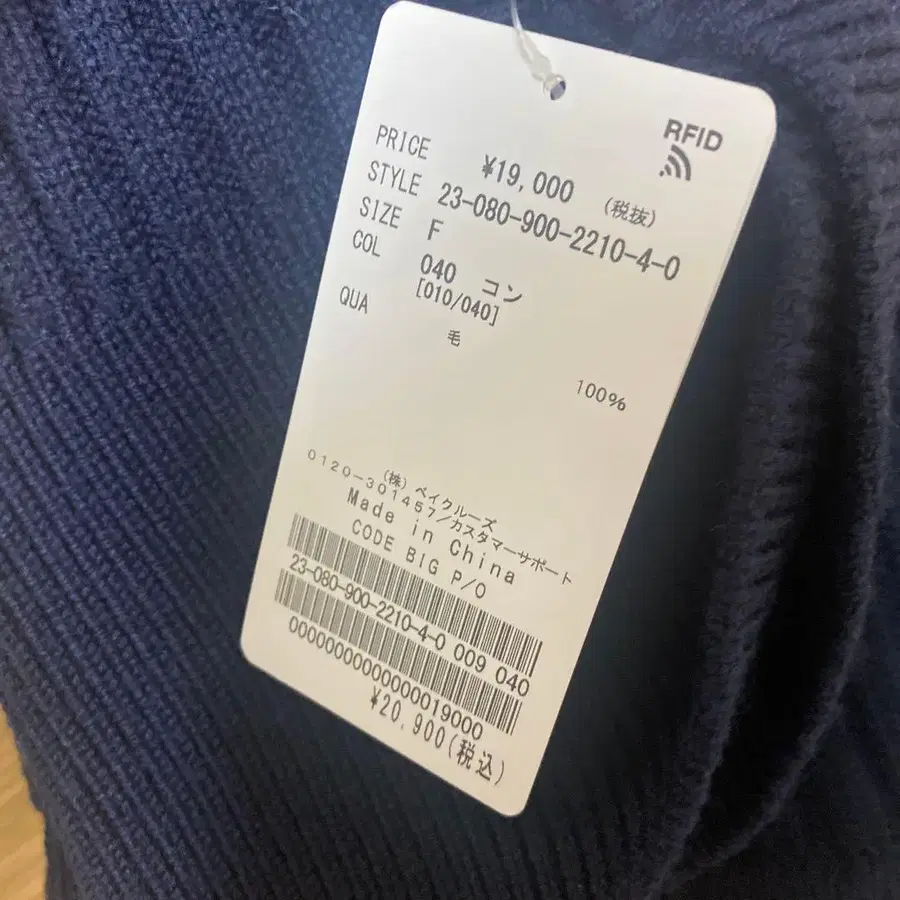 RFID
PRICE ¥19,000 (税抜)
STYLE 23-080-900-2210-4-0
SIZE F
COL 040 コン
[010/040]
QUA 毛 100%
(株) ベイクルーズ
0120-301457/カスタマーサポート
Made in China
CODE BIG P/O
23-080-900-2210-4-0 009 040
0000000000000019000
¥20,900(税込)